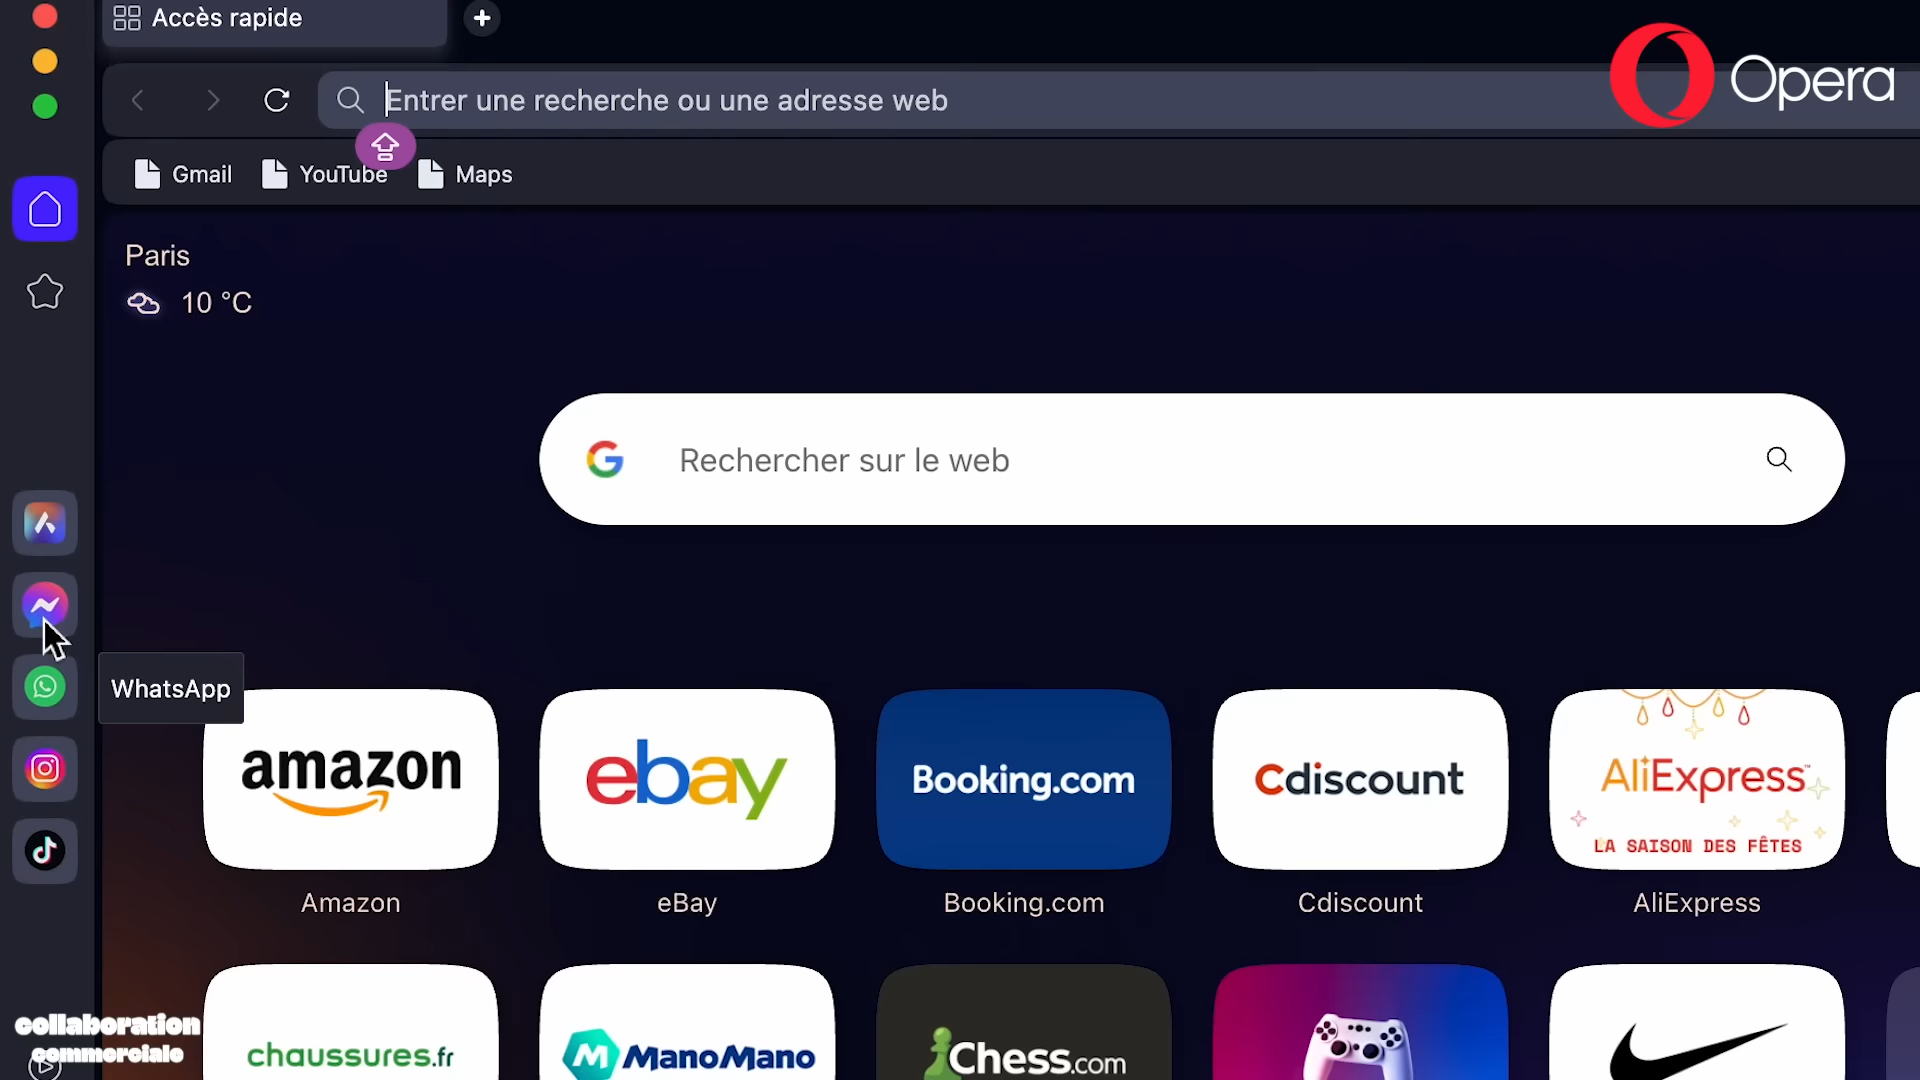 Accès rapide
Entrer une recherche ou une adresse web
Opera
Gmail
YouTube
Maps
Paris
10 °C
Rechercher sur le web
WhatsApp
amazon
ebay
Booking.com
Cdiscount
AliExpress™
LA SAISON DES FÊTES
Amazon
eBay
Booking.com
Cdiscount
AliExpress
collaboration
commerciale
chaussures.fr
ManoMano
Chess.com